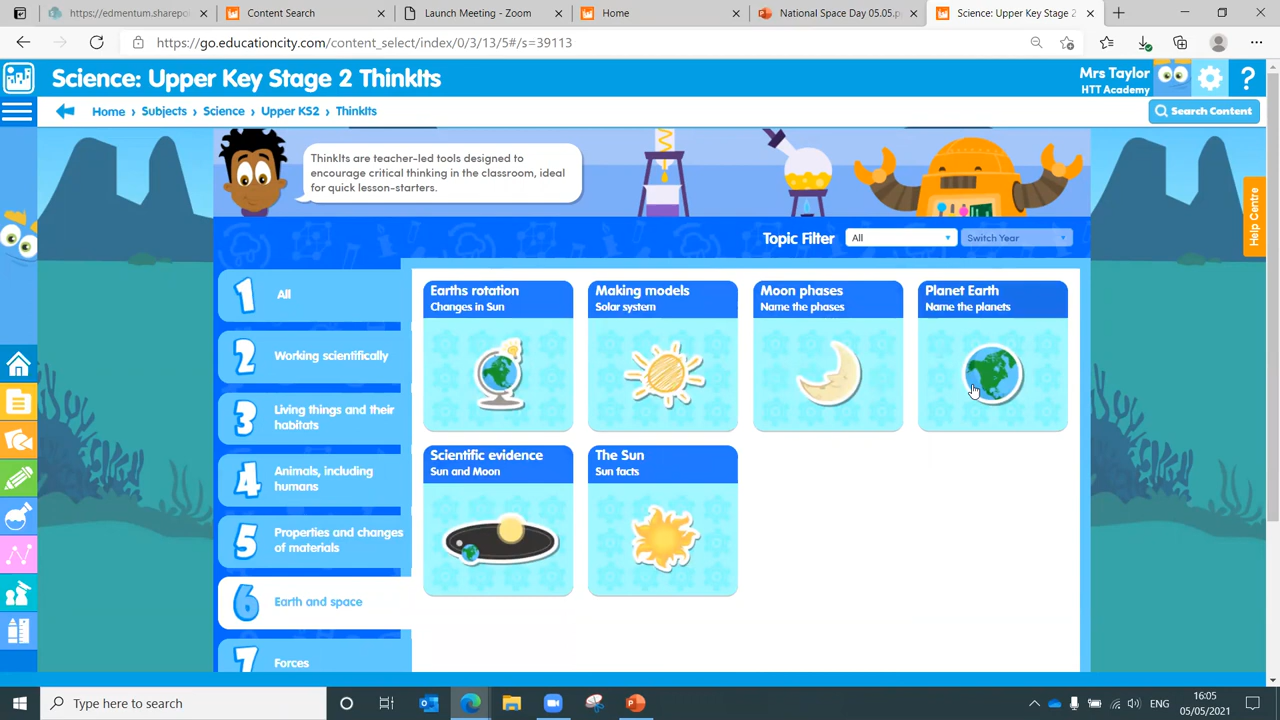 https://edmentum.sharepo
Content Search
Launch Meeting - Zoom
Home
National Space Day 05.05.p
Science: Upper Key Stage 2
https://go.educationcity.com/content_select/index/0/3/13/5#/s=39113
Science: Upper Key Stage 2 ThinkIts
Mrs Taylor
HTT Academy
?
Home › Subjects › Science › Upper KS2 › ThinkIts
Search Content
ThinkIts are teacher-led tools designed to
encourage critical thinking in the classroom, ideal
for quick lesson-starters.
Help Centre
Topic Filter
All
Switch Year
1 All
2 Working scientifically
3 Living things and their
habitats
4 Animals, including
humans
5 Properties and changes
of materials
6 Earth and space
7 Forces
Earths rotation
Changes in Sun
Making models
Solar system
Moon phases
Name the phases
Planet Earth
Name the planets
Scientific evidence
Sun and Moon
The Sun
Sun facts
Type here to search
ENG
16:05
05/05/2021